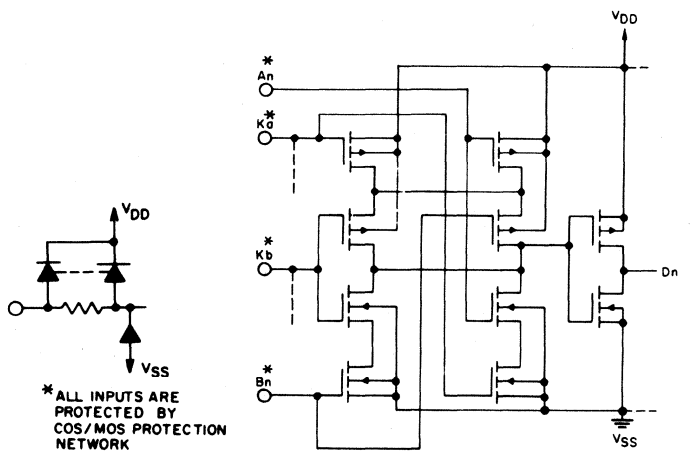 VDD
*
An
*
Ka
*
Kb
*
Bn
Dn
VSS
VDD
VSS
*ALL INPUTS ARE
PROTECTED BY
COS/MOS PROTECTION
NETWORK